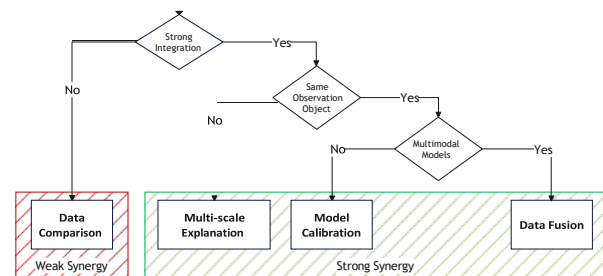 Strong
Integration
Yes
No
Same
Observation
Object
Yes
No
Multimodal
Models
No
Yes
Data
Comparison
Multi-scale
Explanation
Model
Calibration
Data Fusion
Weak Synergy
Strong Synergy